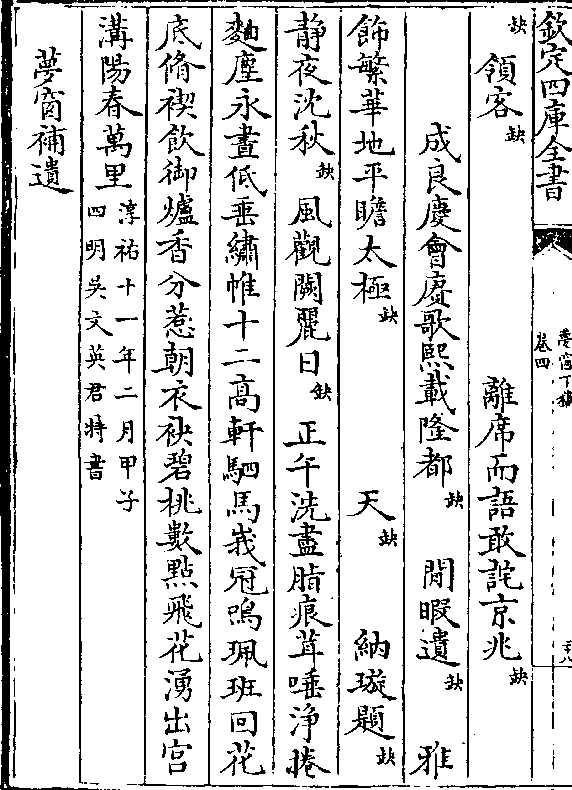 欽定四庫全書
夢窗丁稿
卷四
缺　領客缺　離席而語敢詫京兆缺
成良慶會慶歌熙載隆都缺　閒暇遺缺　雅
飾繁華地平瞻太極缺　天缺　納璇題缺
静夜沈秋缺　風觀闕麗日缺　正午洗盡脂痕茸唾浄捲
麯塵永晝低垂繡帷十二高軒駟馬峩冠鳴珮班回花
底脩禊飲御爐香分惹朝衣袂碧桃數點飛花湧出宫
溝陽春萬里淳祐十一年二月甲子
四明吳文英君特書
夢窗補遺